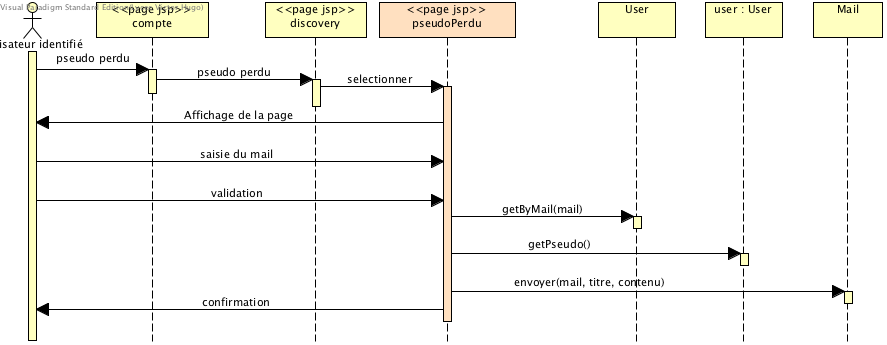 Visual Paradigm Standard Edition(
Hugo)
<<page jsp>>
compte
<<page jsp>>
discovery
<<page jsp>>
pseudoPerdu
User
user : User
Mail
isateur identifié
pseudo perdu
pseudo perdu
selectionner
Affichage de la page
saisie du mail
validation
getByMail(mail)
getPseudo()
envoyer(mail, titre, contenu)
confirmation